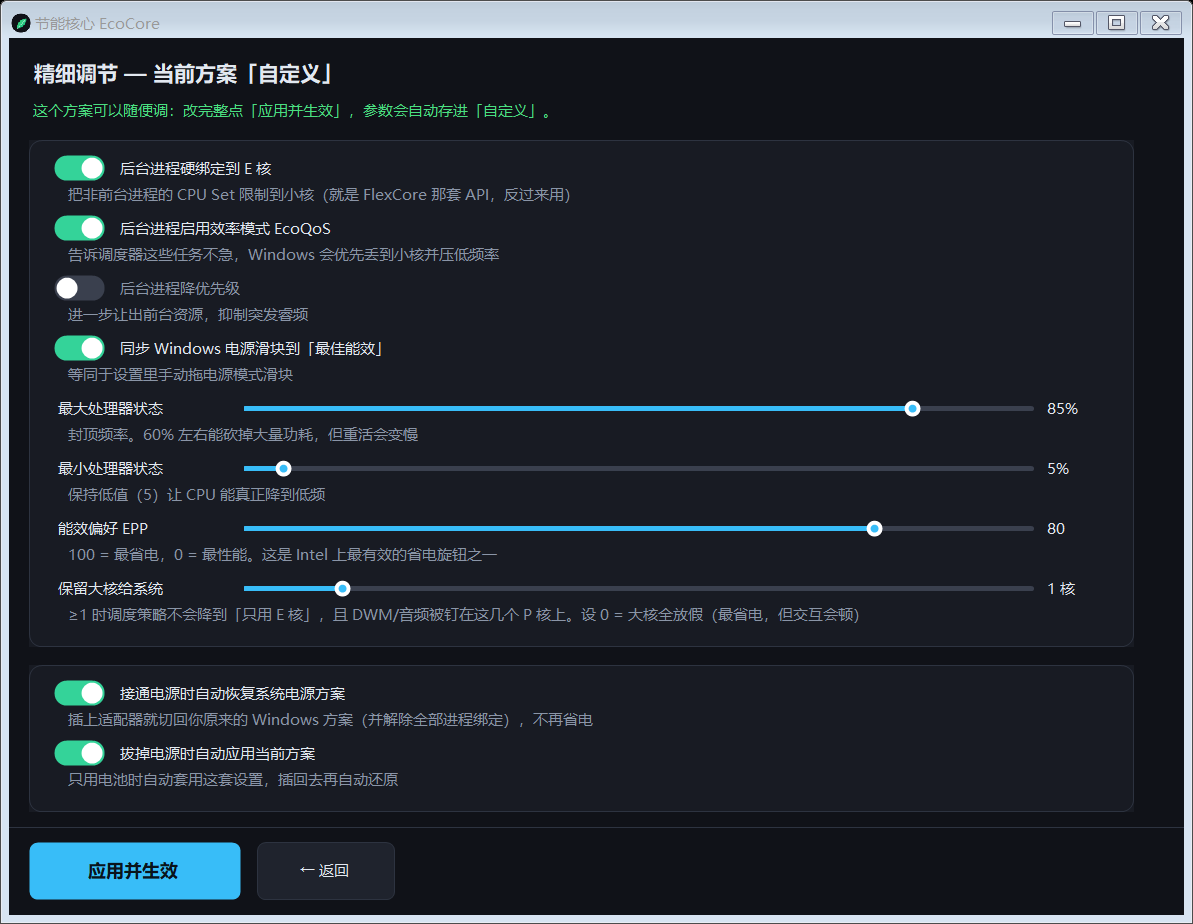 节能核心 EcoCore
精细调节 — 当前方案「自定义」
这个方案可以随便调：改完整点「应用并生效」，参数会自动存进「自定义」。
后台进程硬绑定到 E 核
把非前台进程的 CPU Set 限制到小核（就是 FlexCore 那套 API，反过来用）
后台进程启用效率模式 EcoQoS
告诉调度器这些任务不急，Windows 会优先丢到小核并压低频率
后台进程降优先级
进一步让出前台资源，抑制突发睿频
同步 Windows 电源滑块到「最佳能效」
等同于设置里手动拖电源模式滑块
最大处理器状态 85%
封顶频率。60% 左右能砍掉大量功耗，但重活会变慢
最小处理器状态 5%
保持低值（5）让 CPU 能真正降到低频
能效偏好 EPP 80
100 = 最省电，0 = 最性能。这是 Intel 上最有效的省电旋钮之一
保留大核给系统 1 核
≥1 时调度策略不会降到「只用 E 核」，且 DWM/音频被钉在这几个 P 核上。设 0 = 大核全放假（最省电，但交互会顿）
接通电源时自动恢复系统电源方案
插上适配器就切回你原来的 Windows 方案（并解除全部进程绑定），不再省电
拔掉电源时自动应用当前方案
只用电池时自动套用这套设置，插回去再自动还原
应用并生效 ← 返回